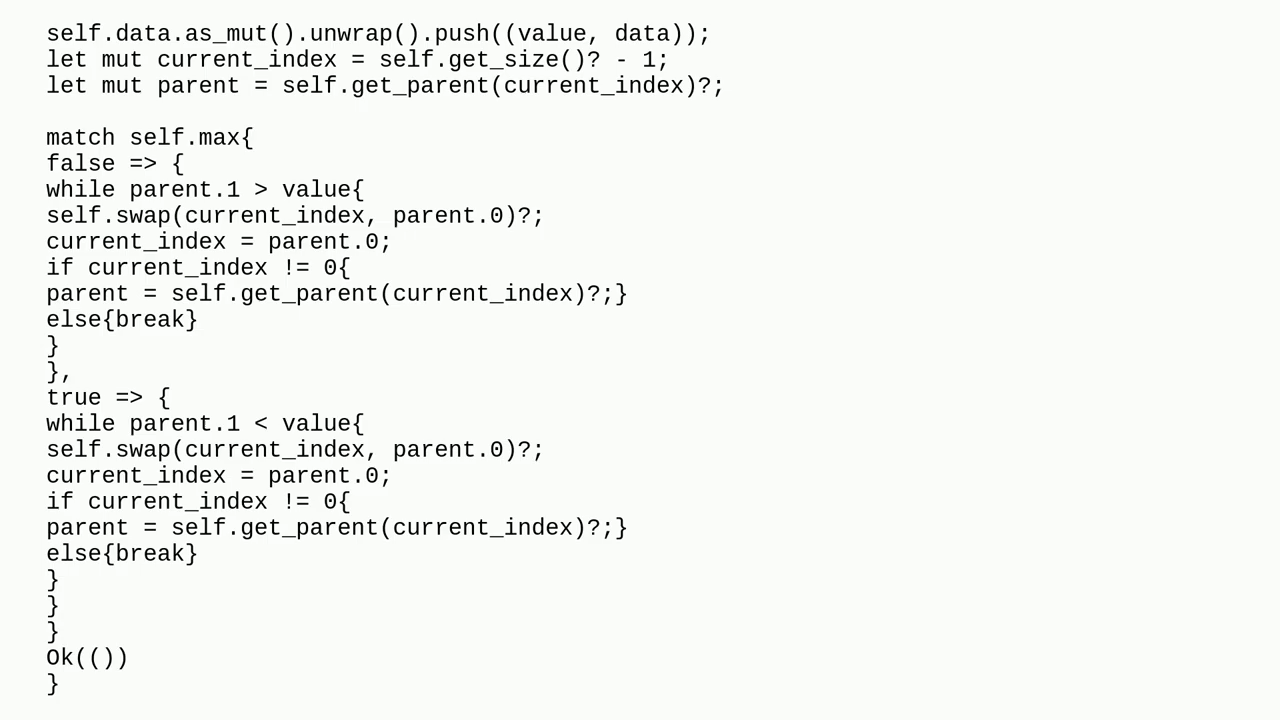 self.data.as_mut().unwrap().push((value, data));
let mut current_index = self.get_size()? - 1;
let mut parent = self.get_parent(current_index)?;
match self.max{
false => {
while parent.1 > value{
self.swap(current_index, parent.0)?;
current_index = parent.0;
if current_index != 0{
parent = self.get_parent(current_index)?;}
else{break}
}
},
true => {
while parent.1 < value{
self.swap(current_index, parent.0)?;
current_index = parent.0;
if current_index != 0{
parent = self.get_parent(current_index)?;}
else{break}
}
}
}
Ok(())
}